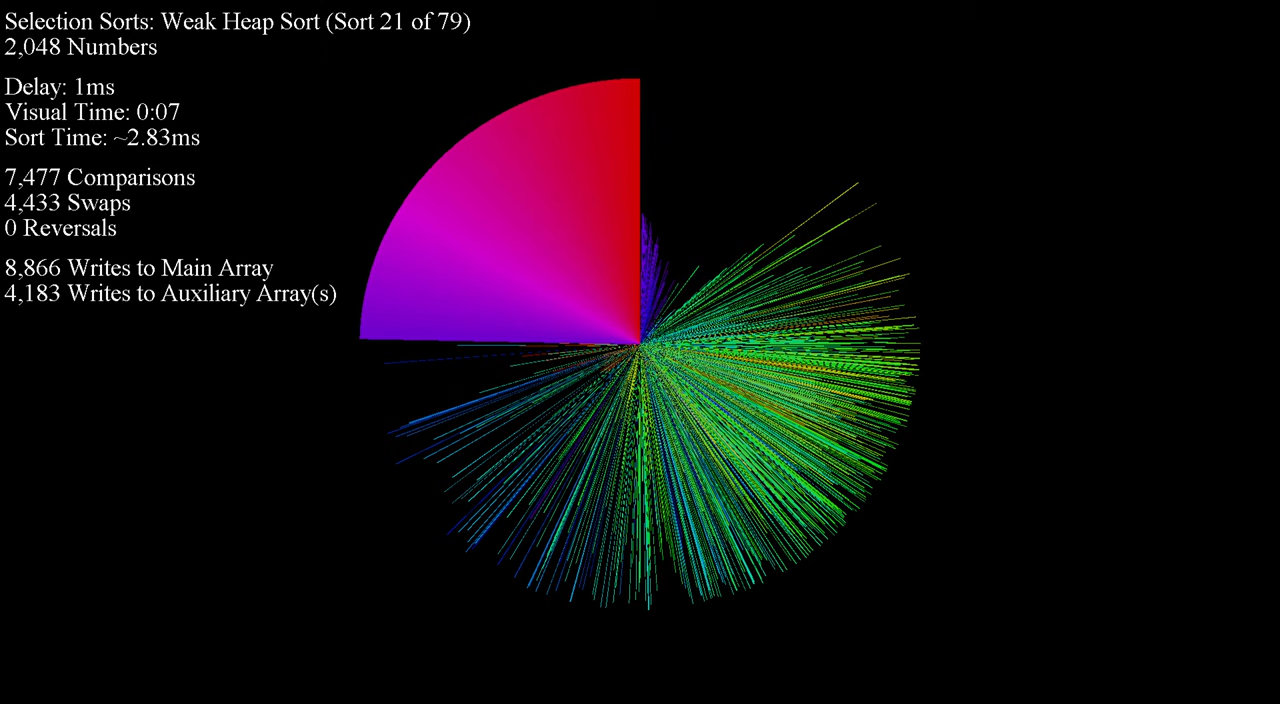 Selection Sorts: Weak Heap Sort (Sort 21 of 79)
2,048 Numbers
Delay: 1ms
Visual Time: 0:07
Sort Time: ~2.83ms
7,477 Comparisons
4,433 Swaps
0 Reversals
8,866 Writes to Main Array
4,183 Writes to Auxiliary Array(s)